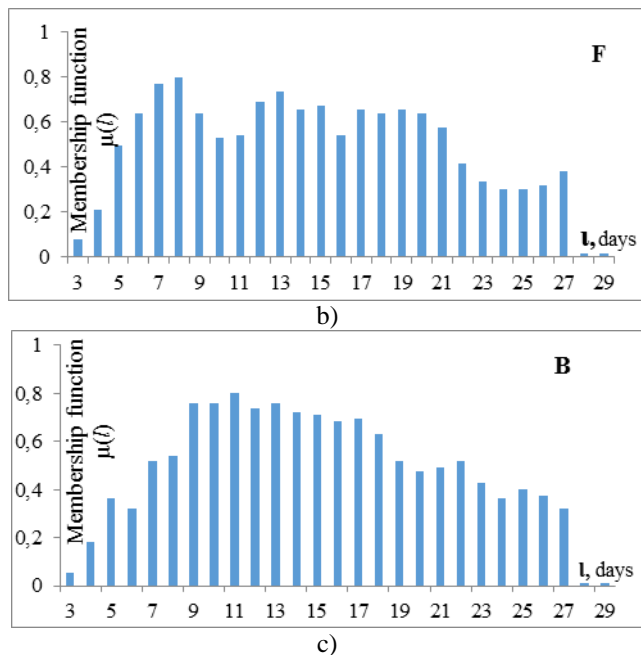 1
F
Membership function
μ(l)
0,8
0,6
0,4
0,2
0
l, days
3 5 7 9 11 13 15 17 19 21 23 25 27 29
b)
1
B
Membership function
μ(l)
0,8
0,6
0,4
0,2
0
l, days
3 5 7 9 11 13 15 17 19 21 23 25 27 29
c)